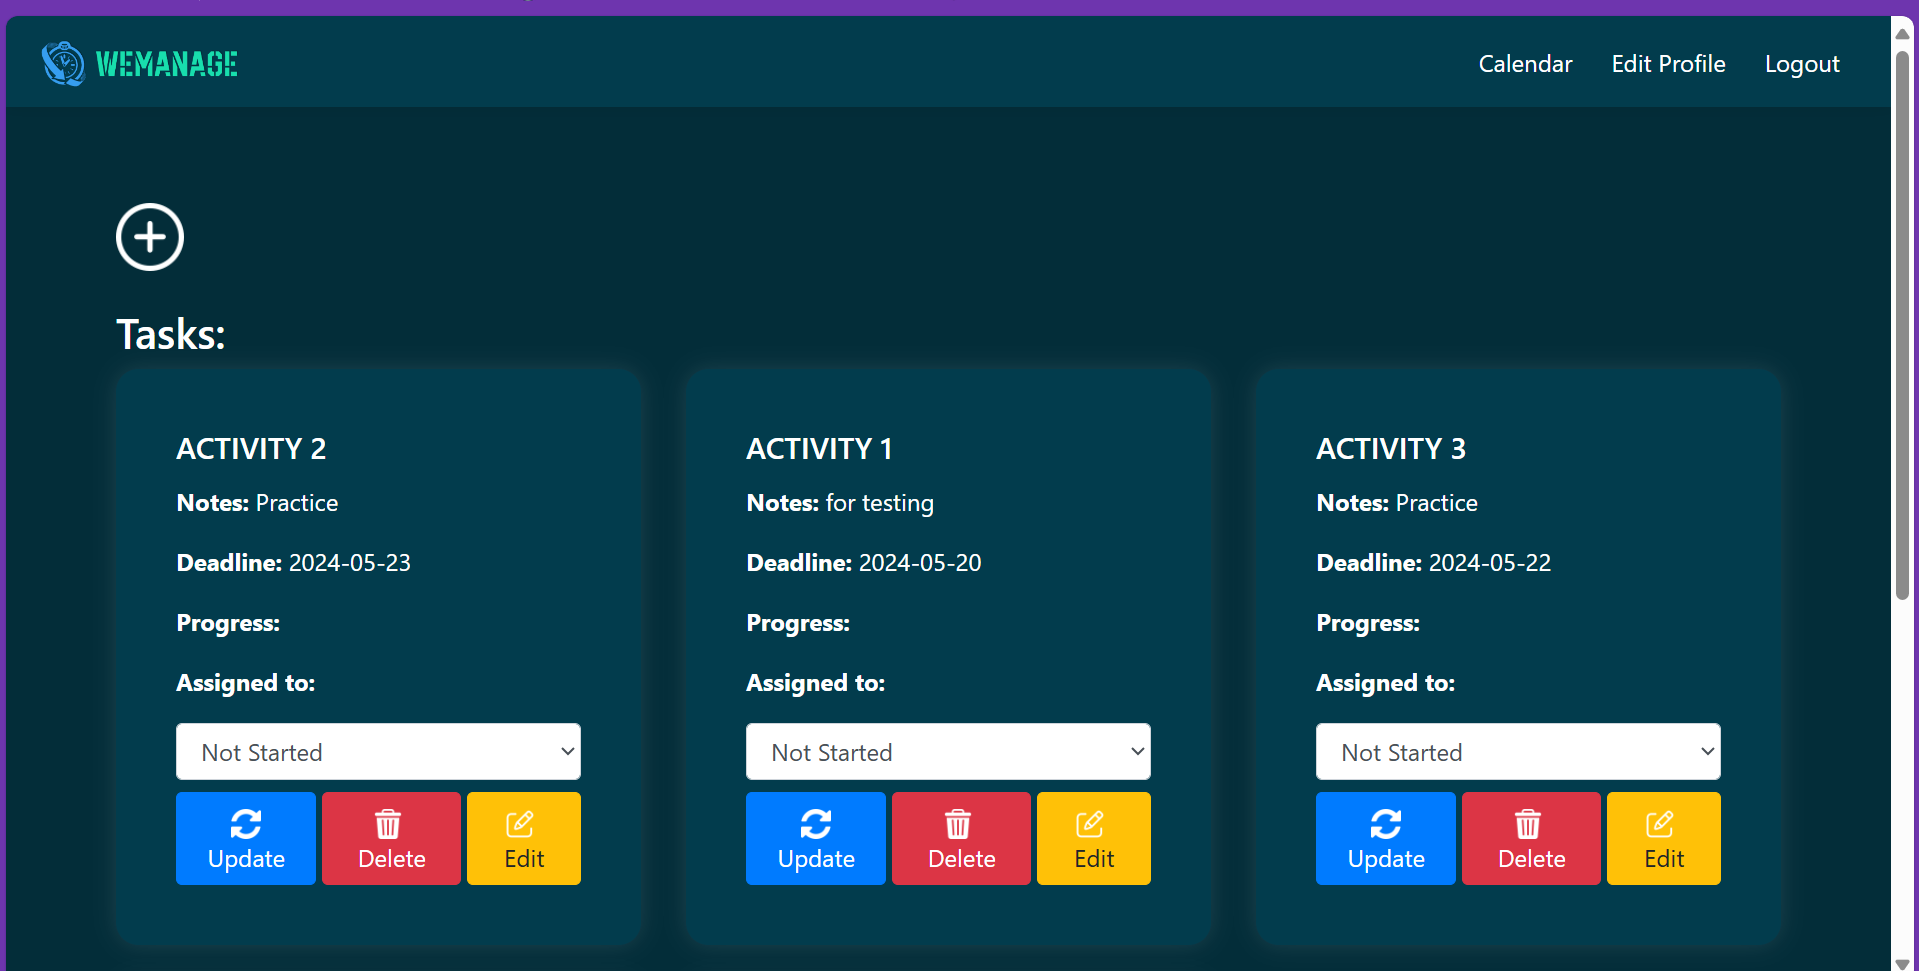 WEMANAGE
Calendar Edit Profile Logout
Tasks:
ACTIVITY 2
Notes: Practice
Deadline: 2024-05-23
Progress:
Assigned to:
Not Started
Update Delete Edit
ACTIVITY 1
Notes: for testing
Deadline: 2024-05-20
Progress:
Assigned to:
Not Started
Update Delete Edit
ACTIVITY 3
Notes: Practice
Deadline: 2024-05-22
Progress:
Assigned to:
Not Started
Update Delete Edit